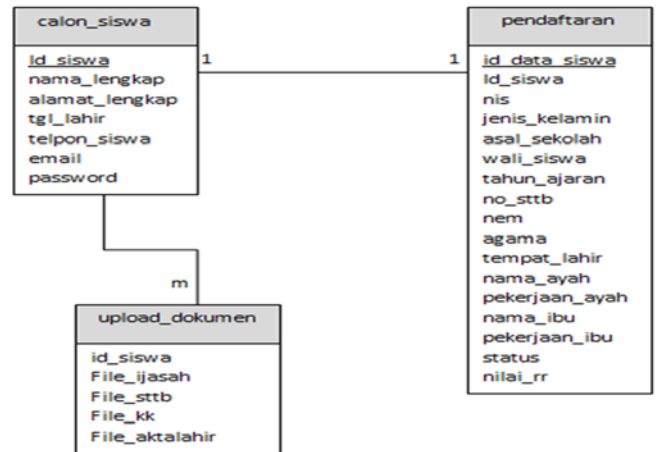 calon_siswa
Id_siswa
nama_lengkap
alamat_lengkap
tgl_lahir
telpon_siswa
email
password
1
1
pendaftaran
id_data_siswa
Id_siswa
nis
jenis_kelamin
asal_sekolah
wali_siswa
tahun_ajaran
no_sttb
nem
agama
tempat_lahir
nama_ayah
pekerjaan_ayah
nama_ibu
pekerjaan_ibu
status
nilai_rr
m
upload_dokumen
id_siswa
File_ijasah
File_sttb
File_kk
File_aktalahir